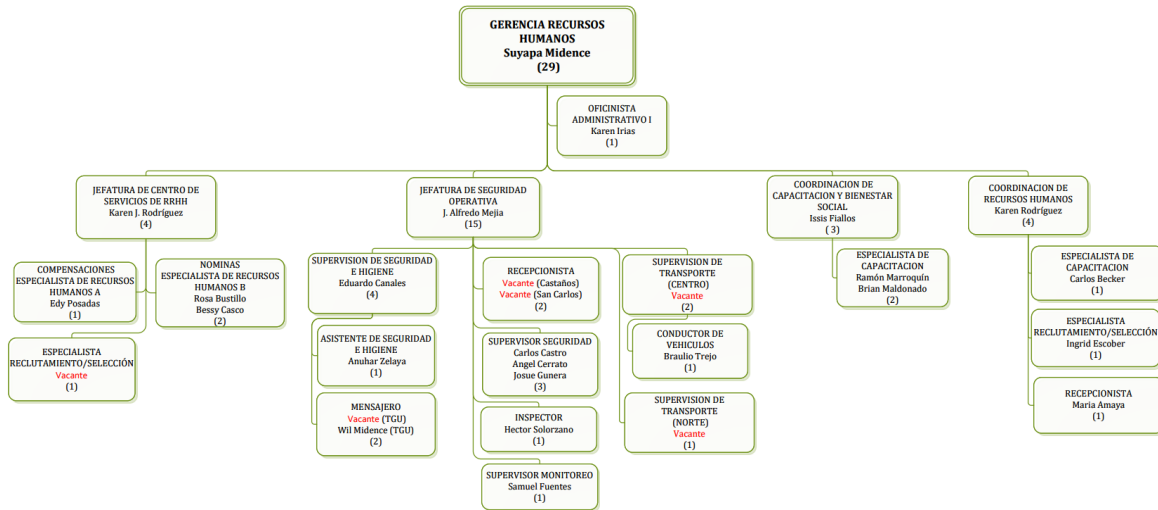 GERENCIA RECURSOS
HUMANOS
Suyapa Midence
(29)
OFICINISTA
ADMINISTRATIVO I
Karen Irias
(1)
JEFATURA DE CENTRO DE
SERVICIOS DE RRHH
Karen J. Rodríguez
(4)
COMPENSACIONES
ESPECIALISTA DE RECURSOS
HUMANOS A
Edy Posadas
(1)
NOMINAS
ESPECIALISTA DE RECURSOS
HUMANOS B
Rosa Bustillo
Bessy Casco
(2)
ESPECIALISTA
RECLUTAMIENTO/SELECCIÓN
Vacante
(1)
JEFATURA DE SEGURIDAD
OPERATIVA
J. Alfredo Mejia
(15)
SUPERVISION DE SEGURIDAD
E HIGIENE
Eduardo Canales
(4)
ASISTENTE DE SEGURIDAD
E HIGIENE
Anuhar Zelaya
(1)
MENSAJERO
Vacante (TGU)
Wil Midence (TGU)
(2)
RECEPCIONISTA
Vacante (Castaños)
Vacante (San Carlos)
(2)
SUPERVISOR SEGURIDAD
Carlos Castro
Angel Cerrato
Josue Gunera
(3)
INSPECTOR
Hector Solorzano
(1)
SUPERVISOR MONITOREO
Samuel Fuentes
(1)
SUPERVISION DE
TRANSPORTE
(CENTRO)
Vacante
(2)
CONDUCTOR DE
VEHICULOS
Braulio Trejo
(1)
SUPERVISION DE
TRANSPORTE
(NORTE)
Vacante
(1)
COORDINACION DE
CAPACITACION Y BIENESTAR
SOCIAL
Issis Fiallos
( 3)
ESPECIALISTA DE
CAPACITACION
Ramón Marroquín
Brian Maldonado
(2)
COORDINACION DE
RECURSOS HUMANOS
Karen Rodríguez
(4)
ESPECIALISTA DE
CAPACITACION
Carlos Becker
(1)
ESPECIALISTA
RECLUTAMIENTO/SELECCIÓN
Ingrid Escober
(1)
RECEPCIONISTA
Maria Amaya
(1)